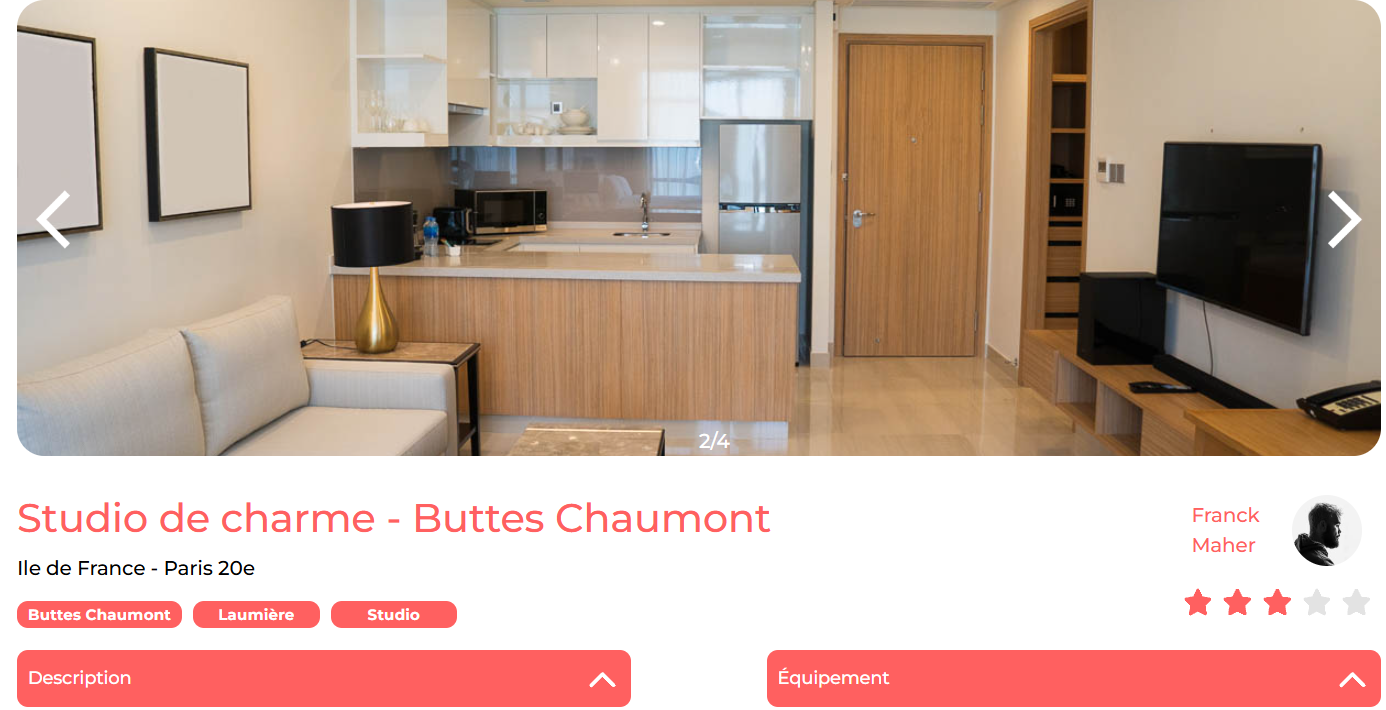 2/4
Studio de charme - Buttes Chaumont
Ile de France - Paris 20e
Buttes Chaumont
Laumière
Studio
Franck
Maher
Description
Équipement